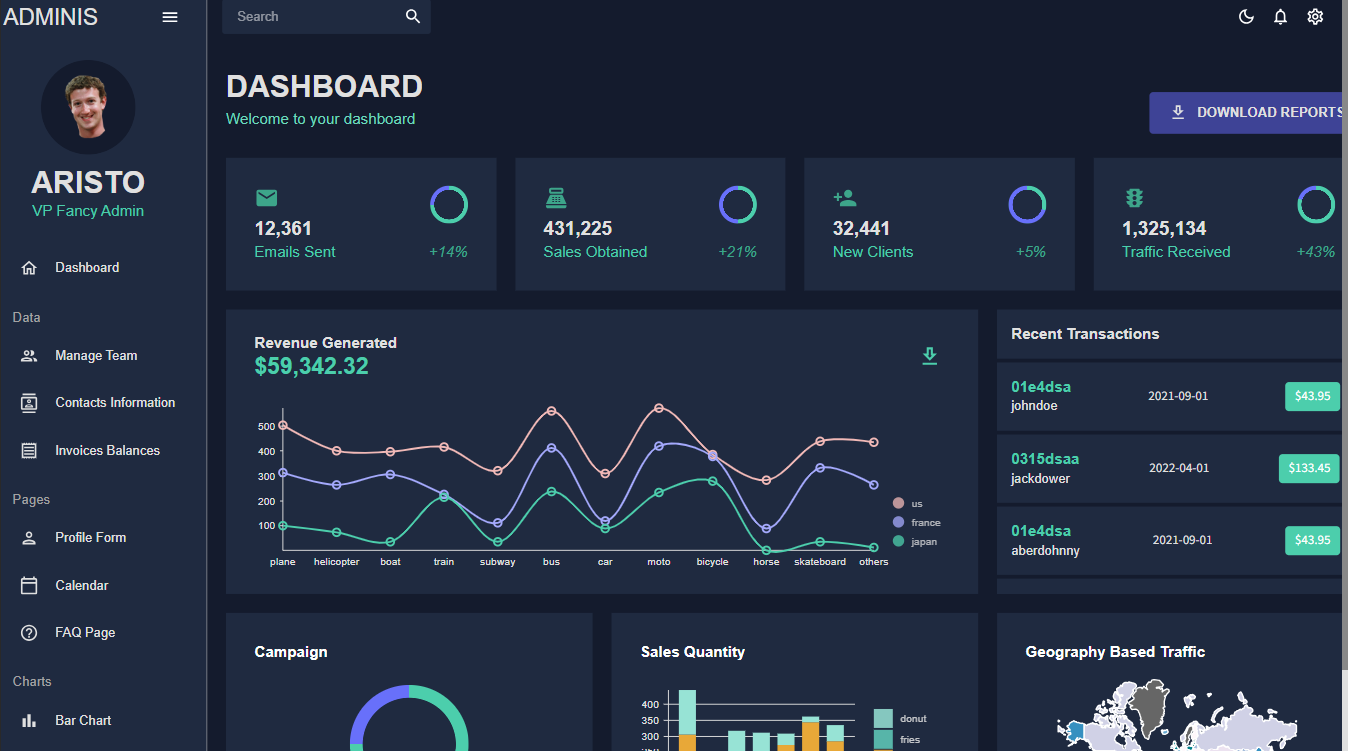 ADMINIS
Search
ARISTO
VP Fancy Admin
Dashboard
Data
Manage Team
Contacts Information
Invoices Balances
Pages
Profile Form
Calendar
FAQ Page
Charts
Bar Chart
DASHBOARD
Welcome to your dashboard
DOWNLOAD REPORTS
12,361
Emails Sent +14%
431,225
Sales Obtained +21%
32,441
New Clients +5%
1,325,134
Traffic Received +43%
Revenue Generated
$59,342.32
500
400
300
200
100
plane helicopter boat train subway bus car moto bicycle horse skateboard others
us
france
japan
Recent Transactions
01e4dsa
johndoe
2021-09-01
$43.95
0315dsaa
jackdower
2022-04-01
$133.45
01e4dsa
aberdohnny
2021-09-01
$43.95
Campaign
Sales Quantity
400
350
300
donut
fries
Geography Based Traffic